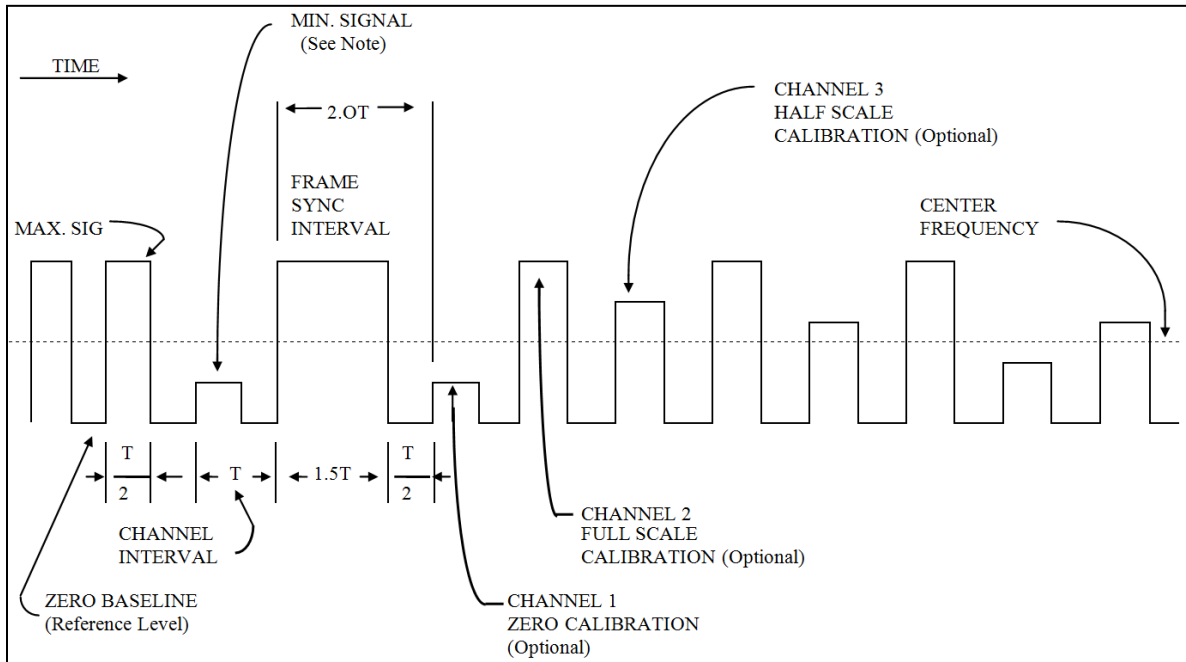 MIN. SIGNAL
(See Note)
TIME
2.OT
CHANNEL 3
HALF SCALE
CALIBRATION (Optional)
FRAME
SYNC
INTERVAL
MAX. SIG
CENTER
FREQUENCY
T
2
T
1.5T
T
2
CHANNEL
INTERVAL
CHANNEL 2
FULL SCALE
CALIBRATION (Optional)
ZERO BASELINE
(Reference Level)
CHANNEL 1
ZERO CALIBRATION
(Optional)